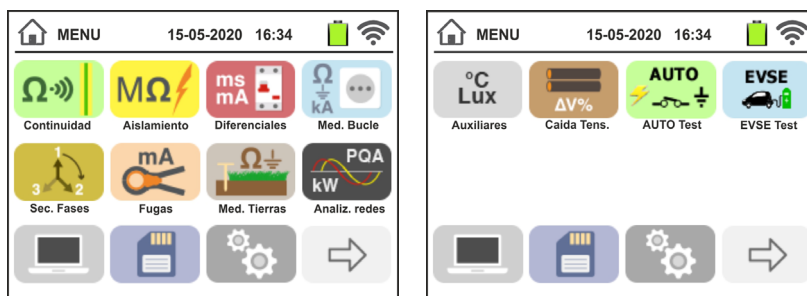 MENU 15-05-2020 16:34
Ω MΩ ms mA Ω kA
Continuidad Aislamiento Diferenciales Med. Bucle
1 2 3 mA Ω PQA kW
Sec. Fases Fugas Med. Tierras Analiz. redes
MENU 15-05-2020 16:34
°C Lux ΔV% AUTO EVSE
Auxiliares Caida Tens. AUTO Test EVSE Test